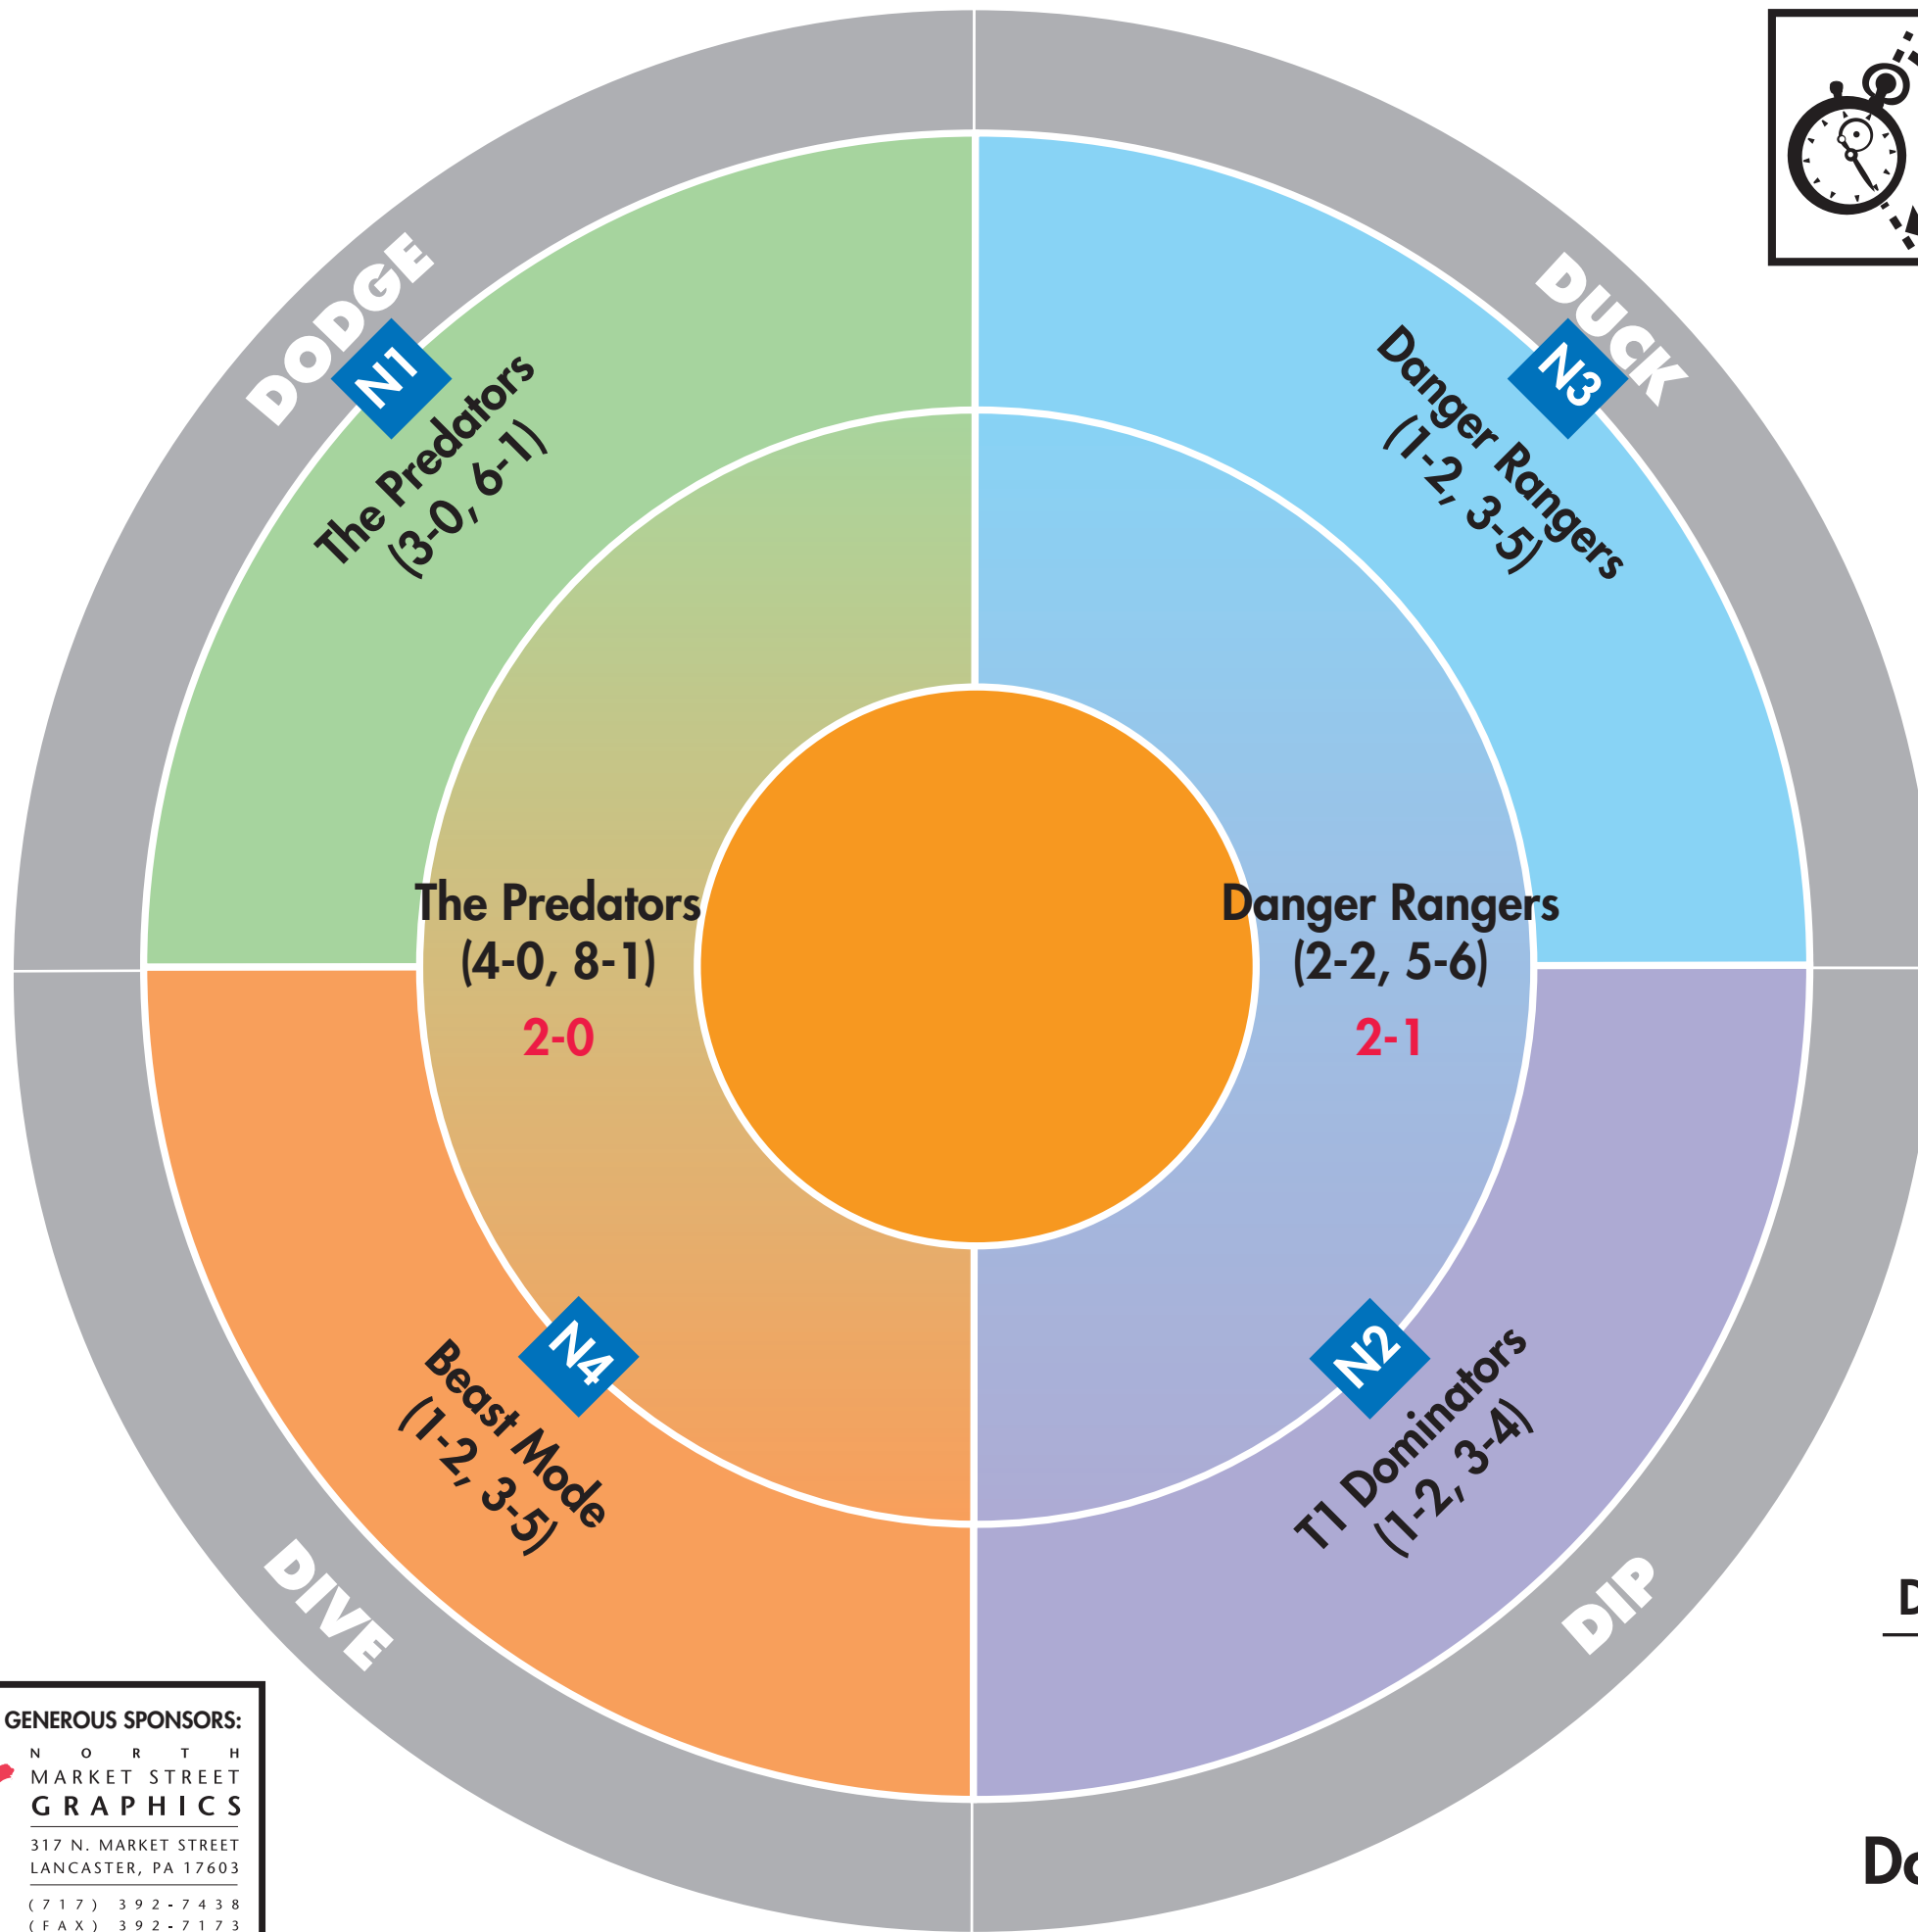 DODGE
N1
The Predators
(3-0, 6-1)
DUCK
N3
Danger Rangers
(1-2, 3-5)
The Predators
(4-0, 8-1)
2-0
Danger Rangers
(2-2, 5-6)
2-1
N4
Beast Mode
(1-2, 3-5)
DIVE
N2
T1 Dominators
(1-2, 3-4)
DIP
GENEROUS SPONSORS:
NORTH
MARKET STREET
GRAPHICS
317 N. MARKET STREET
LANCASTER, PA 17603
(717) 392-7438
(FAX) 392-7173